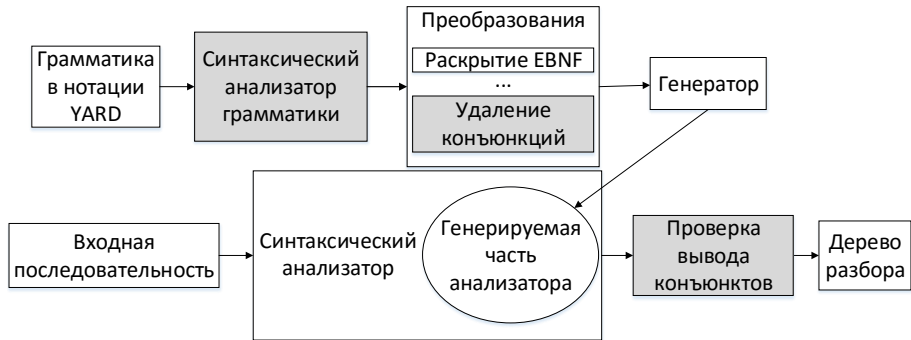 Грамматика
в нотации
YARD
Синтаксический
анализатор
грамматики
Преобразования
Раскрытие EBNF
...
Удаление
конъюнкций
Генератор
Входная
последовательность
Синтаксический
анализатор
Генерируемая
часть
анализатора
Проверка
вывода
конъюнктов
Дерево
разбора